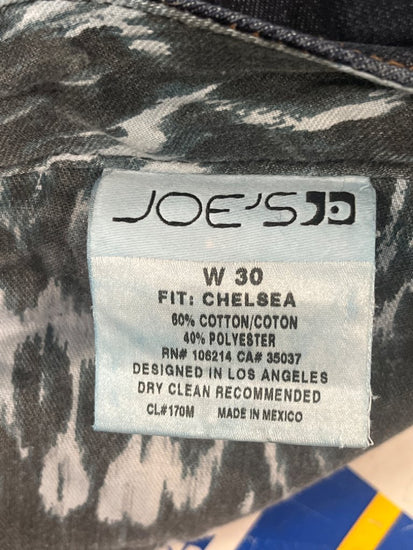 JOE'S JD
W 30
FIT: CHELSEA
60% COTTON/COTON
40% POLYESTER
RN# 106214 CA# 35037
DESIGNED IN LOS ANGELES
DRY CLEAN RECOMMENDED
CL#170M MADE IN MEXICO